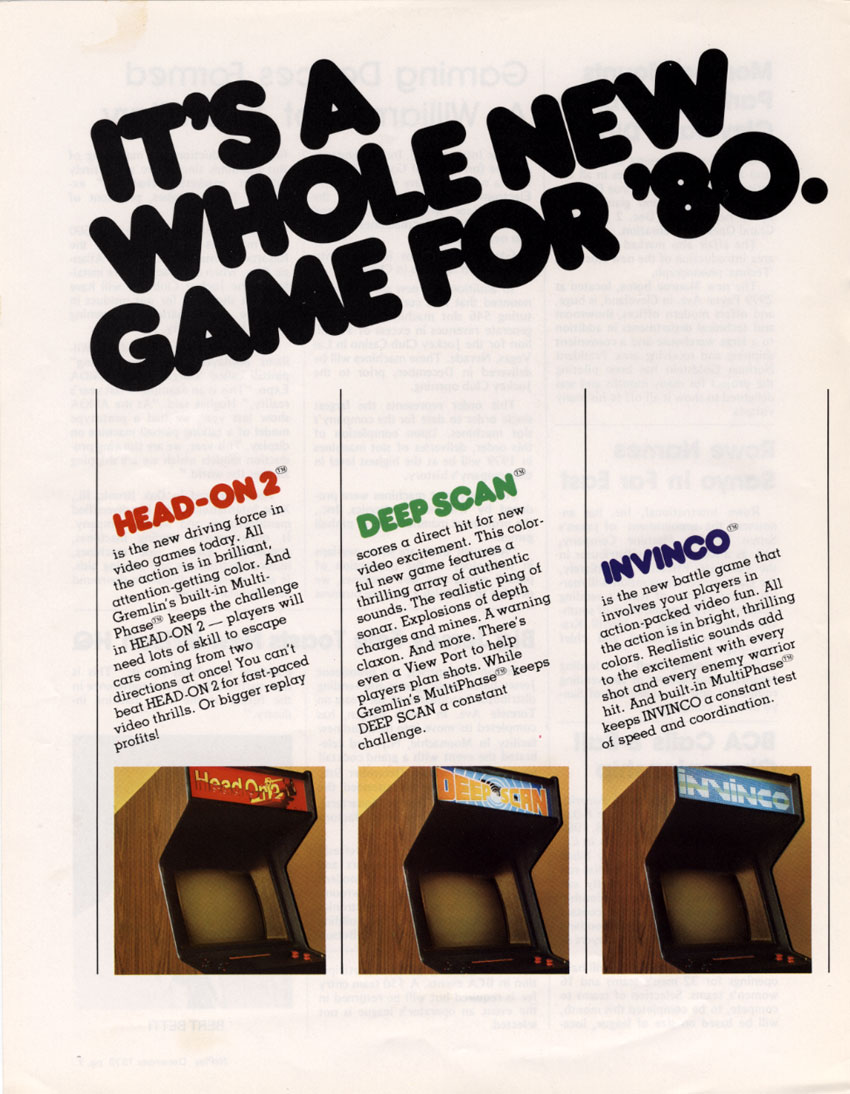 IT'S A
WHOLE NEW
GAME FOR '80.
HEAD-ON 2™
is the new driving force in
video games today. All
the action is in brilliant,
attention-getting color. And
Gremlin's built-in Multi-
Phase™ keeps the challenge
in HEAD-ON 2 — players will
need lots of skill to escape
cars coming from two
directions at once! You can't
beat HEAD-ON 2 for fast-paced
video thrills. Or bigger replay
profits!
DEEP SCAN™
scores a direct hit for new
video excitement. This color-
ful new game features a
thrilling array of authentic
sounds. The realistic ping of
sonar. Explosions of depth
charges and mines. A warning
claxon. And more. There's
even a View Port to help
players plan shots. While
Gremlin's MultiPhase™ keeps
DEEP SCAN a constant
challenge.
INVINCO™
is the new battle game that
involves your players in
action-packed video fun. All
the action is in bright, thrilling
colors. Realistic sounds add
to the excitement with every
shot and every enemy warrior
hit. And built-in MultiPhase™
keeps INVINCO a constant test
of speed and coordination.
Head On 2
DEEP SCAN
INVINCO